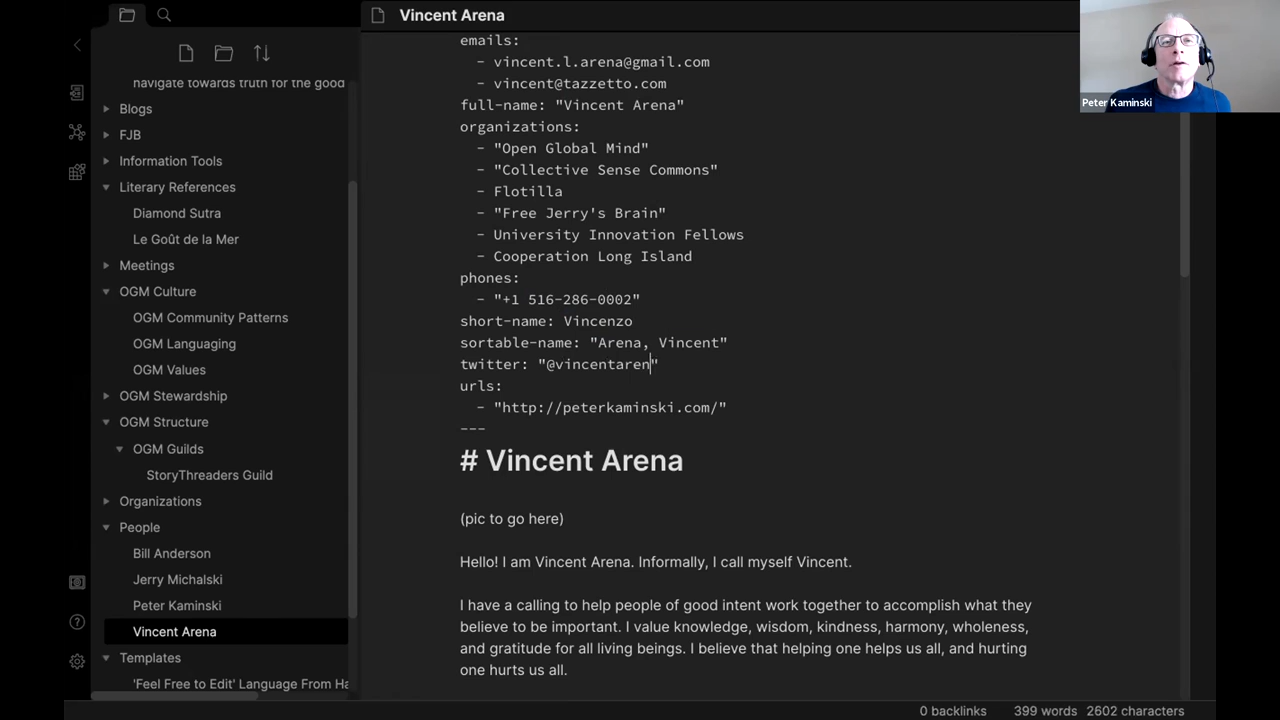 Vincent Arena
navigate towards truth for the good
Blogs
FJB
Information Tools
Literary References
Diamond Sutra
Le Goût de la Mer
Meetings
OGM Culture
OGM Community Patterns
OGM Languaging
OGM Values
OGM Stewardship
OGM Structure
OGM Guilds
StoryThreaders Guild
Organizations
People
Bill Anderson
Jerry Michalski
Peter Kaminski
Vincent Arena
Templates
'Feel Free to Edit' Language From Ha
emails:
- vincent.l.arena@gmail.com
- vincent@tazzetto.com
full-name: "Vincent Arena"
organizations:
- "Open Global Mind"
- "Collective Sense Commons"
- Flotilla
- "Free Jerry's Brain"
- University Innovation Fellows
- Cooperation Long Island
phones:
- "+1 516-286-0002"
short-name: Vincenzo
sortable-name: "Arena, Vincent"
twitter: "@vincentaren"
urls:
- "http://peterkaminski.com/"
---
# Vincent Arena
(pic to go here)
Hello! I am Vincent Arena. Informally, I call myself Vincent.
I have a calling to help people of good intent work together to accomplish what they
believe to be important. I value knowledge, wisdom, kindness, harmony, wholeness,
and gratitude for all living beings. I believe that helping one helps us all, and hurting
one hurts us all.
0 backlinks 399 words 2602 characters
Peter Kaminski